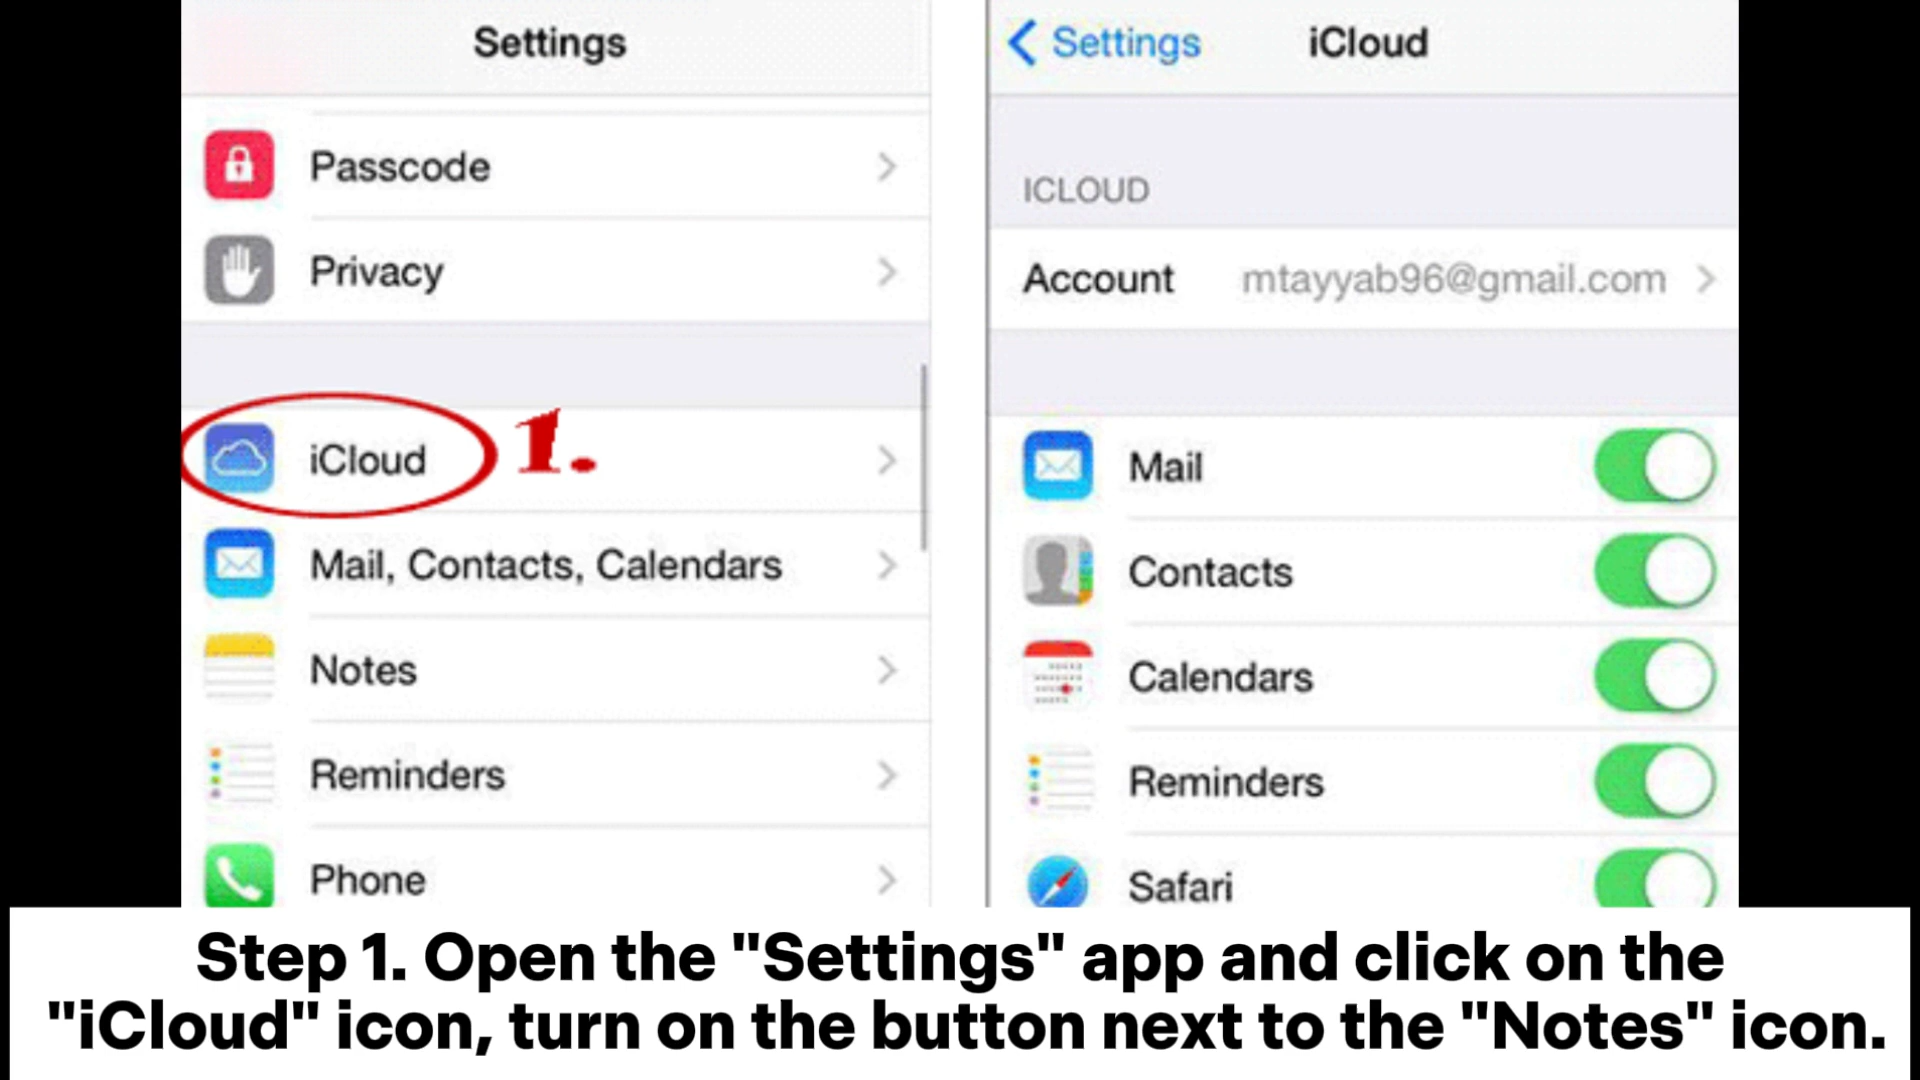 Settings
Passcode
Privacy
iCloud 1.
Mail, Contacts, Calendars
Notes
Reminders
Phone
Settings iCloud
ICLOUD
Account mtayyab96@gmail.com
Mail
Contacts
Calendars
Reminders
Safari
Step 1. Open the "Settings" app and click on the
"iCloud" icon, turn on the button next to the "Notes" icon.